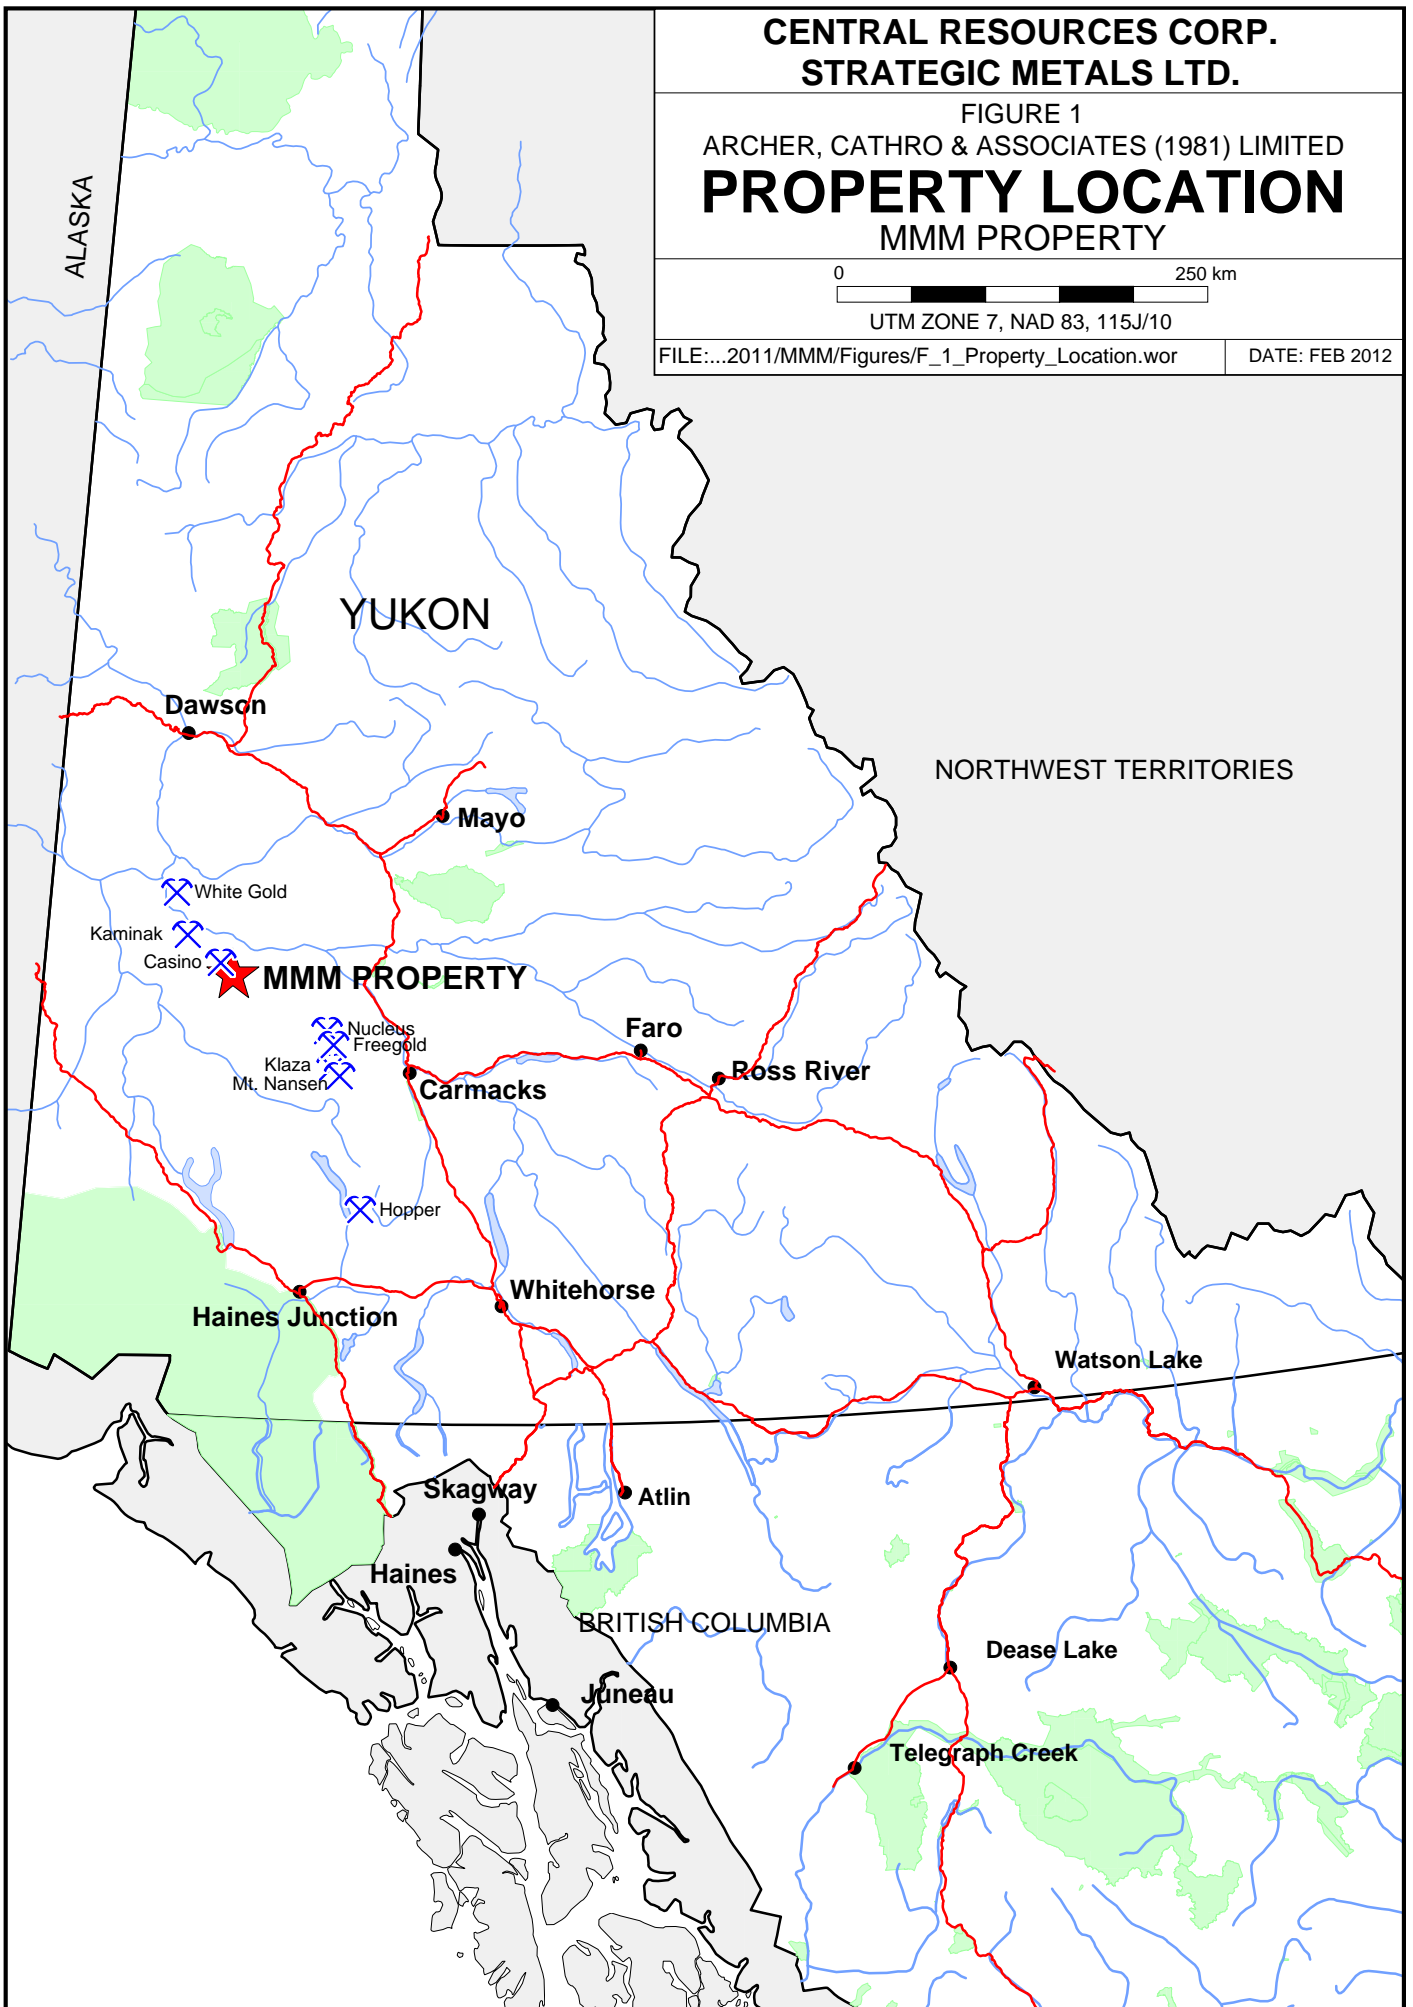 CENTRAL RESOURCES CORP.
STRATEGIC METALS LTD.
FIGURE 1
ARCHER, CATHRO & ASSOCIATES (1981) LIMITED
PROPERTY LOCATION
MMM PROPERTY
0 250 km
UTM ZONE 7, NAD 83, 115J/10
FILE:...2011/MMM/Figures/F_1_Property_Location.wor
DATE: FEB 2012
ALASKA
YUKON
Dawson
NORTHWEST TERRITORIES
Mayo
White Gold
Kaminak
Casino
MMM PROPERTY
Nucleus
Freegold
Klaza
Mt. Nansen
Faro
Ross River
Carmacks
Hopper
Whitehorse
Haines Junction
Watson Lake
Skagway
Atlin
Haines
BRITISH COLUMBIA
Dease Lake
Juneau
Telegraph Creek